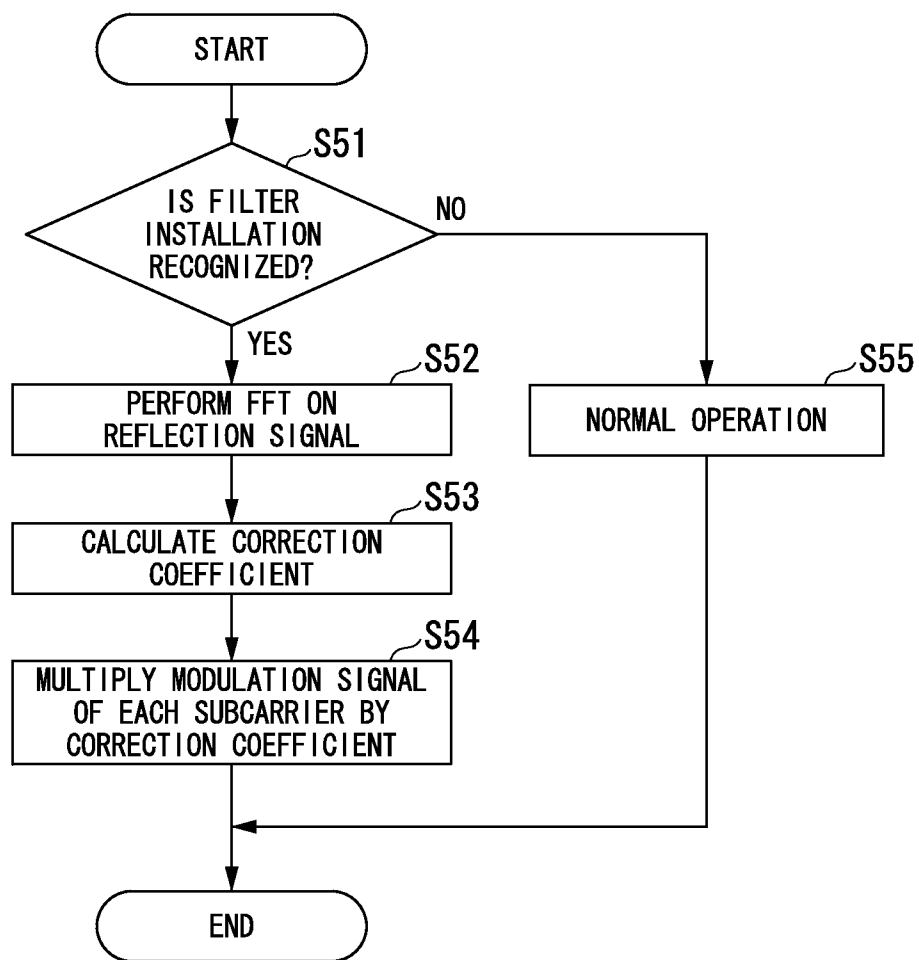 START
S51
IS FILTER
INSTALLATION
RECOGNIZED?
NO
YES
S52
PERFORM FFT ON
REFLECTION SIGNAL
S55
NORMAL OPERATION
S53
CALCULATE CORRECTION
COEFFICIENT
S54
MULTIPLY MODULATION SIGNAL
OF EACH SUBCARRIER BY
CORRECTION COEFFICIENT
END